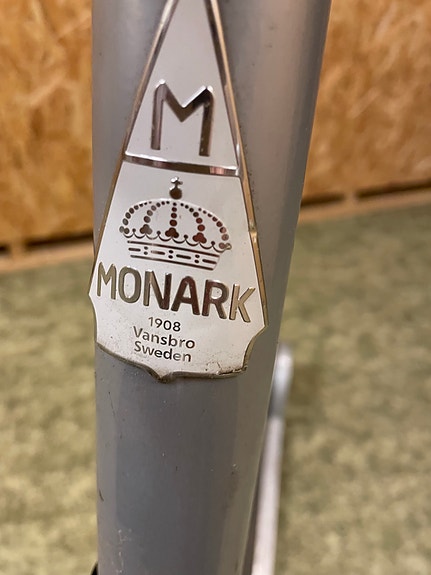 M
MONARK
1908
Vansbro
Sweden